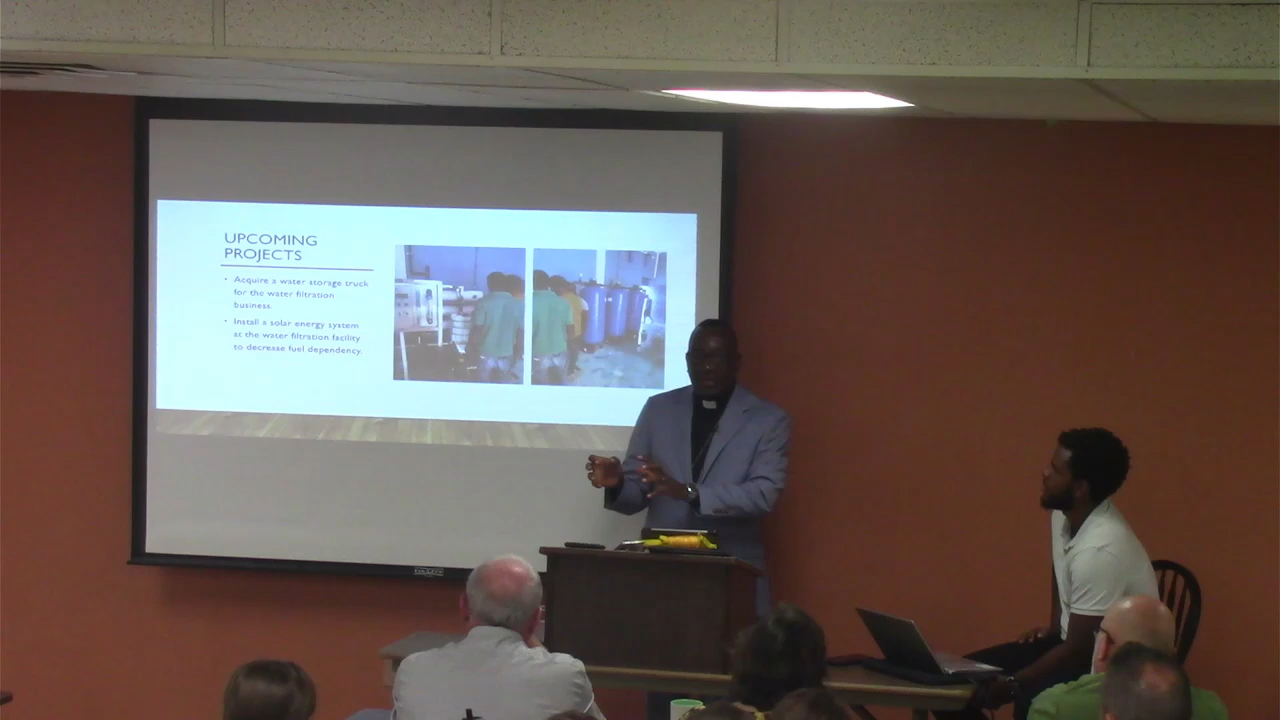 UPCOMING
PROJECTS
• Acquire a water storage truck
for the water filtration
business.
• Install a solar energy system
at the water filtration facility
to decrease fuel dependency.